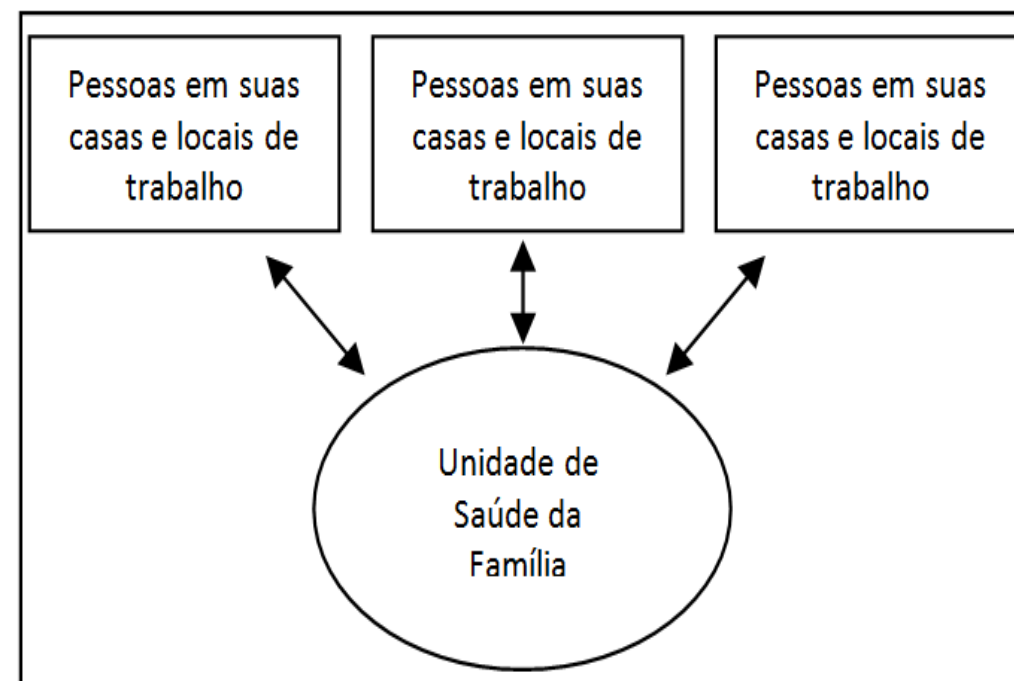 Pessoas em suas
casas e locais de
trabalho
Pessoas em suas
casas e locais de
trabalho
Pessoas em suas
casas e locais de
trabalho
Unidade de
Saúde da
Família